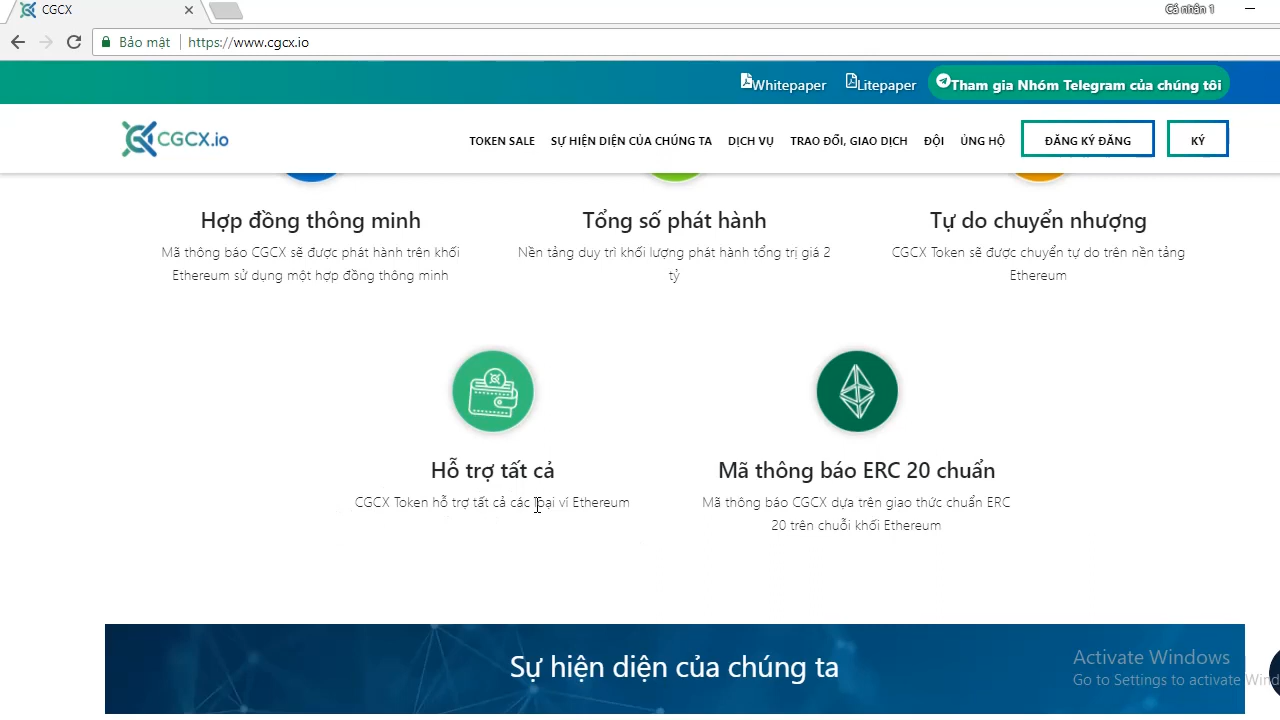 CGCX
Cá nhân 1
Bảo mật https://www.cgcx.io
Whitepaper Litepaper Tham gia Nhóm Telegram của chúng tôi
CGCX.io TOKEN SALE SỰ HIỆN DIỆN CỦA CHÚNG TA DỊCH VỤ TRAO ĐỔI, GIAO DỊCH ĐỘI ỦNG HỘ ĐĂNG KÝ ĐĂNG KÝ
Hợp đồng thông minh
Mã thông báo CGCX sẽ được phát hành trên khối
Ethereum sử dụng một hợp đồng thông minh
Tổng số phát hành
Nền tảng duy trì khối lượng phát hành tổng trị giá 2
tỷ
Tự do chuyển nhượng
CGCX Token sẽ được chuyển tự do trên nền tảng
Ethereum
Hỗ trợ tất cả
CGCX Token hỗ trợ tất cả các loại ví Ethereum
Mã thông báo ERC 20 chuẩn
Mã thông báo CGCX dựa trên giao thức chuẩn ERC
20 trên chuỗi khối Ethereum
Sự hiện diện của chúng ta
Activate Windows
Go to Settings to activate Wind